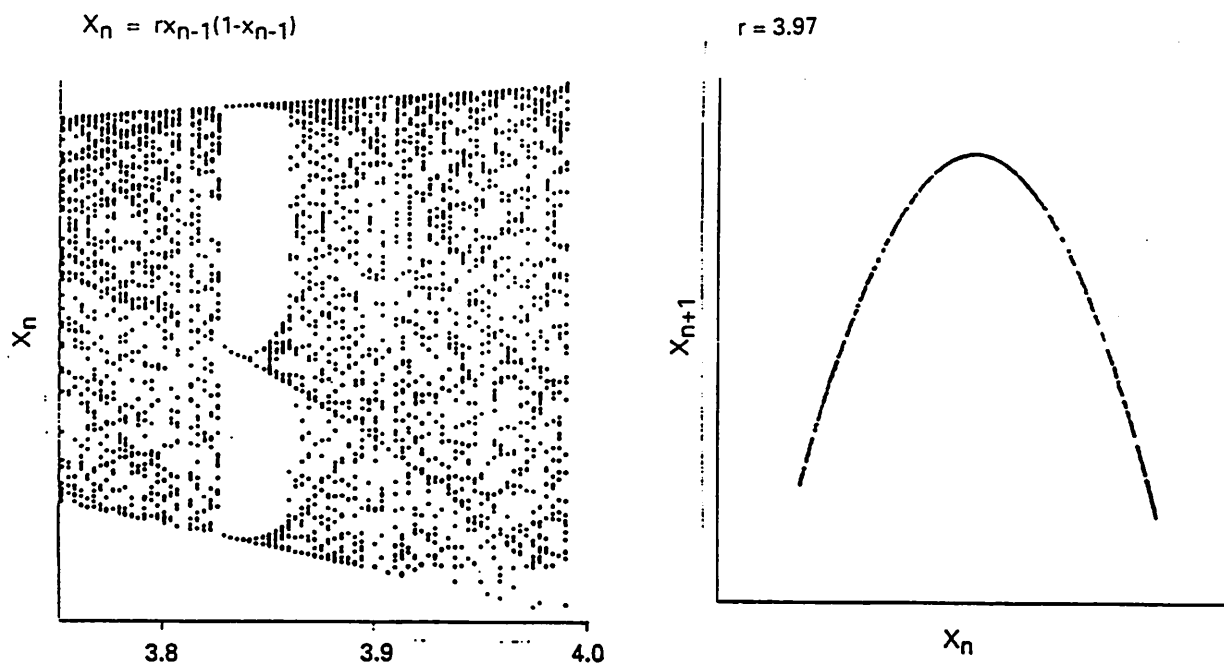 Xn = rxn-1(1-xn-1)
r = 3.97
Xn
3.8 3.9 4.0
Xn+1
Xn